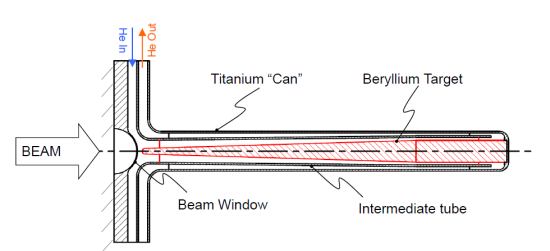 He In
He Out
Titanium “Can”
Beryllium Target
BEAM
Beam Window
Intermediate tube